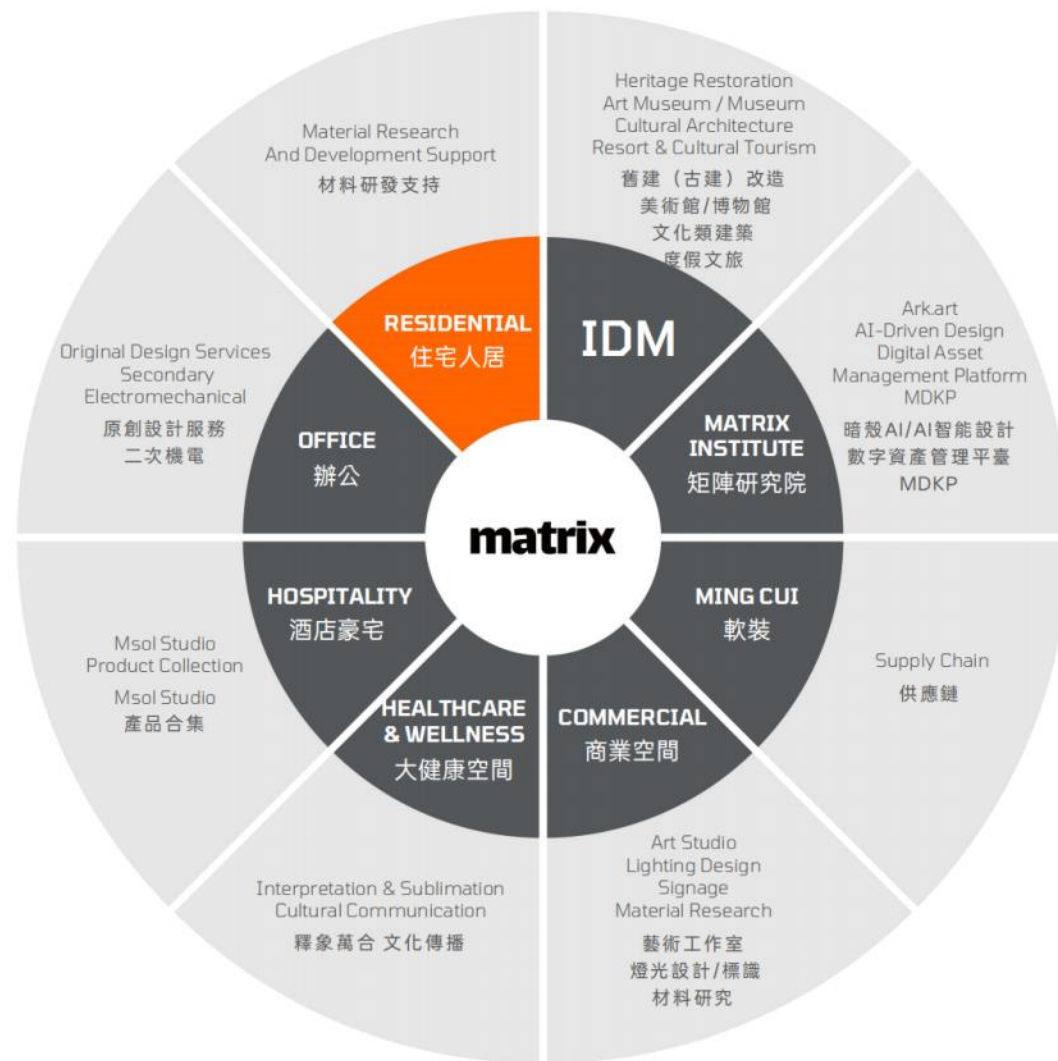 Heritage Restoration
Art Museum / Museum
Cultural Architecture
Resort & Cultural Tourism
舊建（古建）改造
美術館/博物館
文化類建築
度假文旅
IDM
Ark.art
AI-Driven Design
Digital Asset
Management Platform
MDKP
暗殼AI/AI智能設計
數字資產管理平臺
MDKP
MATRIX
INSTITUTE
矩陣研究院
Supply Chain
供應鏈
MING CUI
軟裝
Art Studio
Lighting Design
Signage
Material Research
藝術工作室
燈光設計/標識
材料研究
COMMERCIAL
商業空間
Interpretation & Sublimation
Cultural Communication
釋象萬合 文化傳播
HEALTHCARE
& WELLNESS
大健康空間
Msol Studio
Product Collection
Msol Studio
產品合集
HOSPITALITY
酒店豪宅
Original Design Services
Secondary
Electromechanical
原創設計服務
二次機電
OFFICE
辦公
Material Research
And Development Support
材料研發支持
RESIDENTIAL
住宅人居
matrix